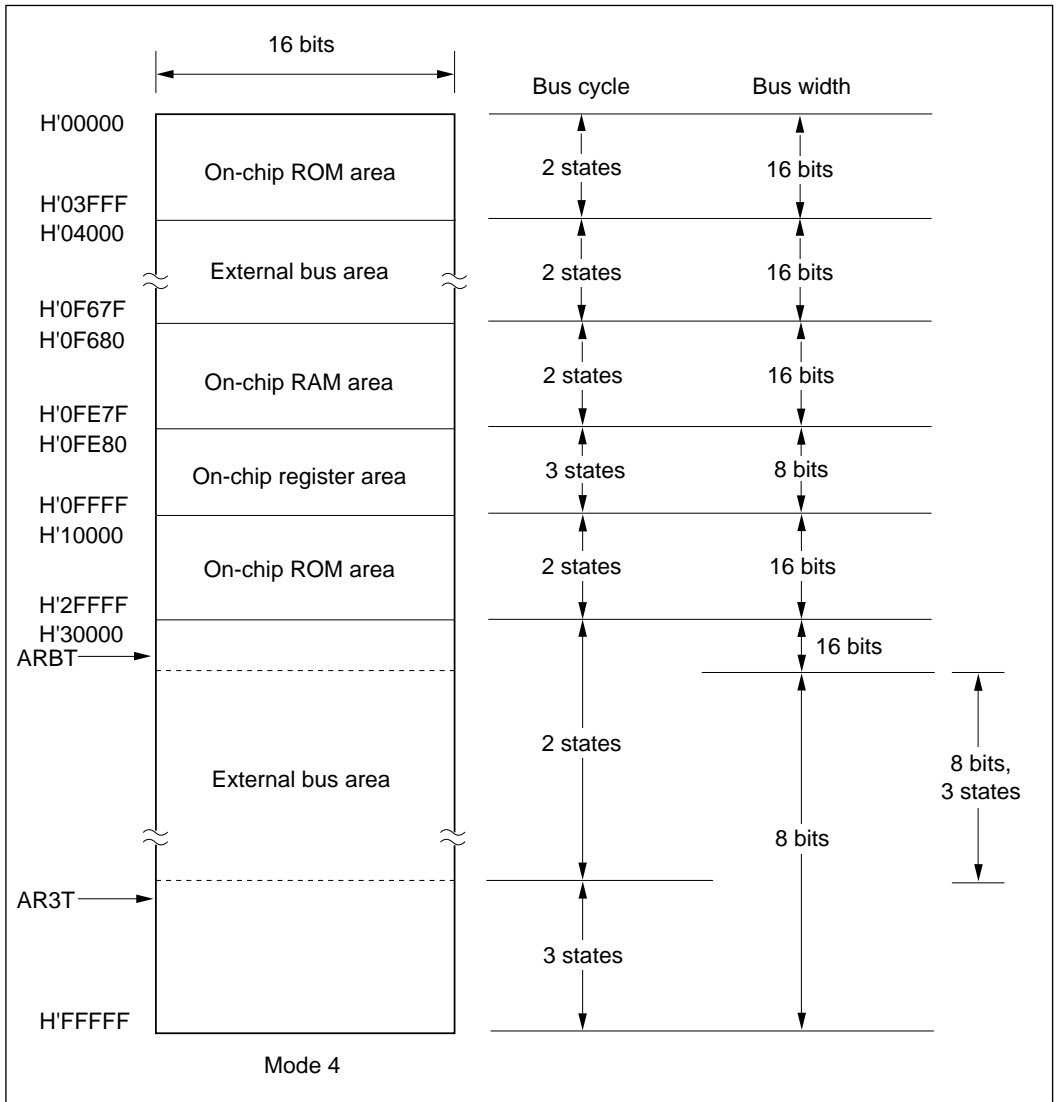 16 bits
Bus cycle Bus width
H'00000
On-chip ROM area 2 states 16 bits
H'03FFF
H'04000
External bus area 2 states 16 bits
H'0F67F
H'0F680
On-chip RAM area 2 states 16 bits
H'0FE7F
H'0FE80
On-chip register area 3 states 8 bits
H'0FFFF
H'10000
On-chip ROM area 2 states 16 bits
H'2FFFF
H'30000
ARBT 16 bits
2 states
External bus area
8 bits,
3 states
8 bits
AR3T
3 states
H'FFFFF
Mode 4